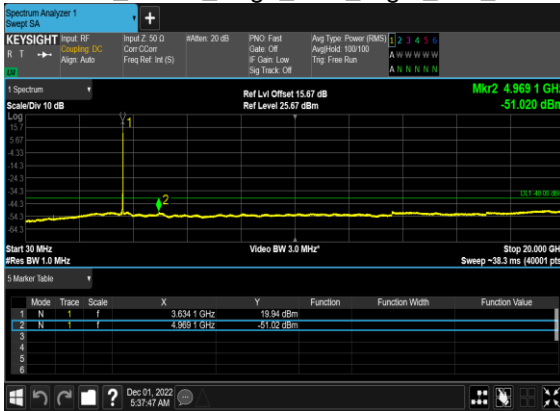 Spectrum Analyzer 1
Swept SA
+
KEYSIGHT Input: RF Input Z: 50 Ω #Atten: 20 dB PNO: Fast Avg Type: Power (RMS) 1 2 3 4 5 6
R T Coupling: DC Corr CCorr Gate: Off Avg|Hold: 100/100 A W W W W W
Align: Auto Freq Ref: Int (S) IF Gain: Low Trig: Free Run
Sig Track: Off A N N N N N
LXI
1 Spectrum Ref Lvl Offset 15.67 dB Mkr2 4.969 1 GHz
Scale/Div 10 dB Ref Level 25.67 dBm -51.020 dBm
Log
15.7
5.67
-4.33
-14.3
-24.3
-34.3
-44.3
-54.3
-64.3
1
2
DL1 -40.00 dBm
Start 30 MHz Video BW 3.0 MHz* Stop 20.000 GHz
#Res BW 1.0 MHz Sweep ~38.3 ms (40001 pts)
5 Marker Table
Mode Trace Scale X Y Function Function Width Function Value
1 N 1 f 3.634 1 GHz 19.94 dBm
2 N 1 f 4.969 1 GHz -51.02 dBm
3
4
5
6
? Dec 01, 2022
5:37:47 AM